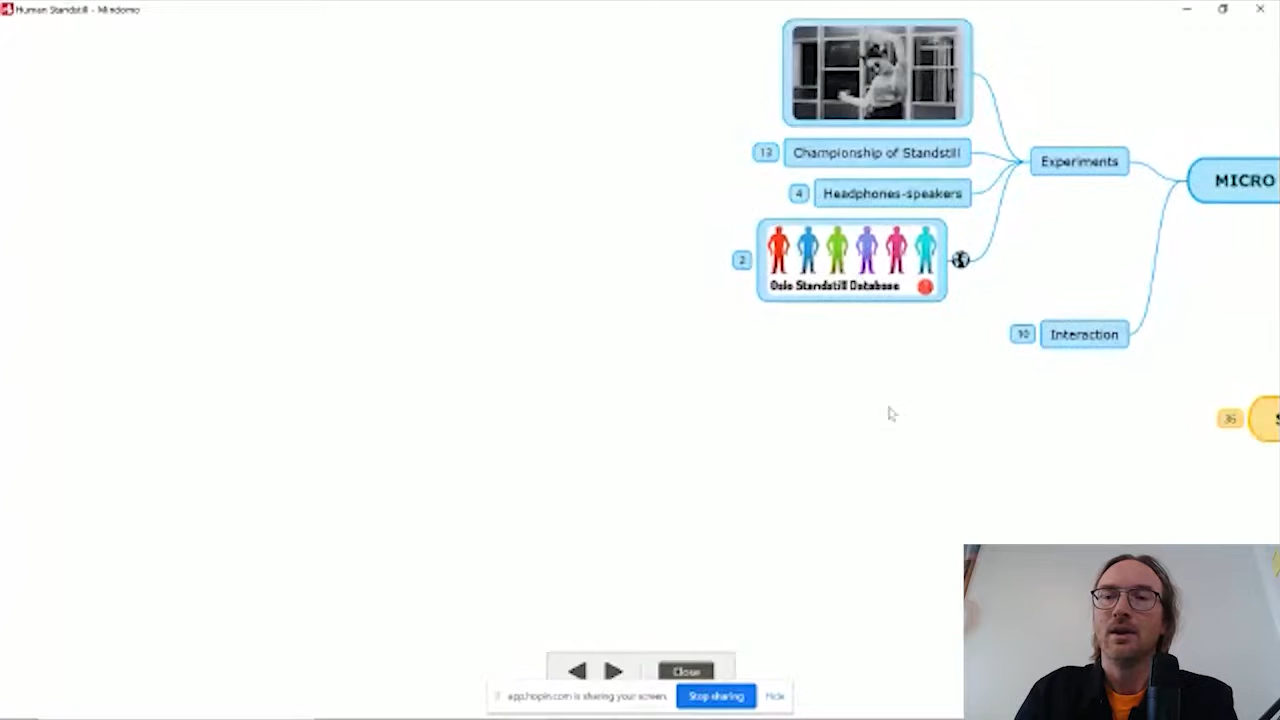 Human Standstill - Mindomo
13
Championship of Standstill
Experiments
MICRO
4
Headphones-speakers
2
Oslo Standstill Database
10
Interaction
36
S
Close
app.hopin.com is sharing your screen.
Stop sharing
Hide